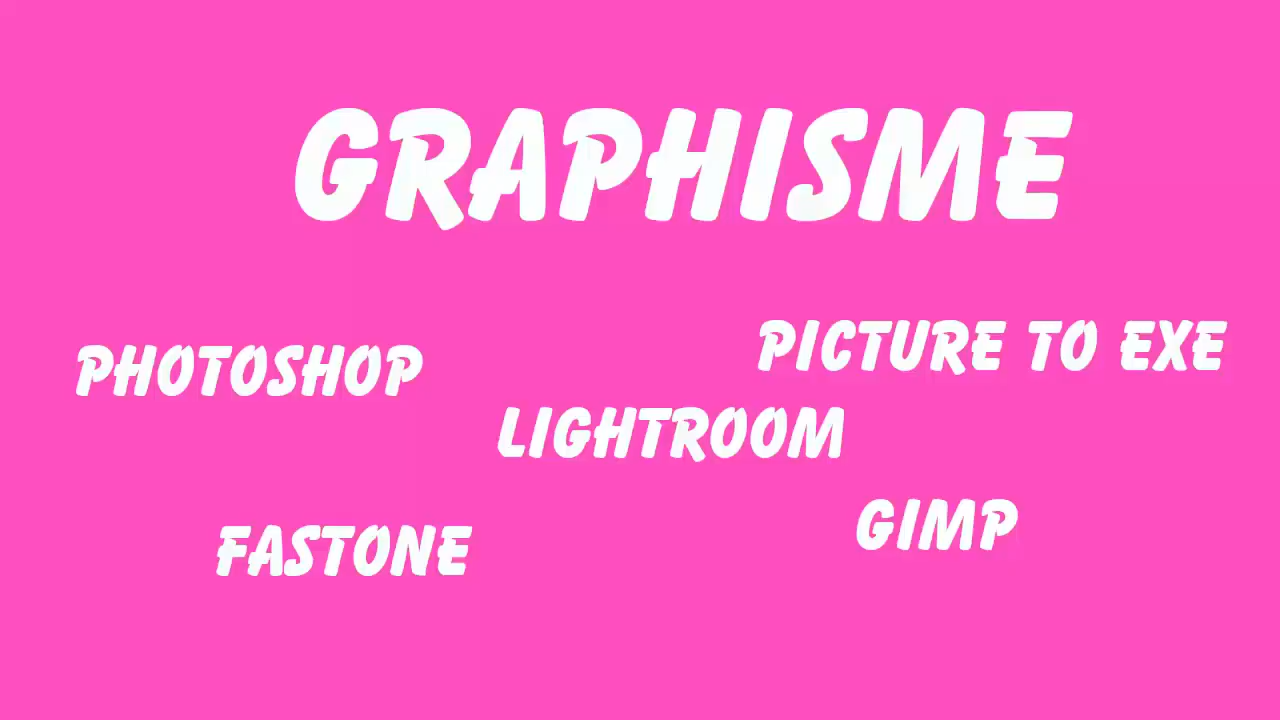 GRAPHISME
PICTURE TO EXE
PHOTOSHOP
LIGHTROOM
GIMP
FASTONE